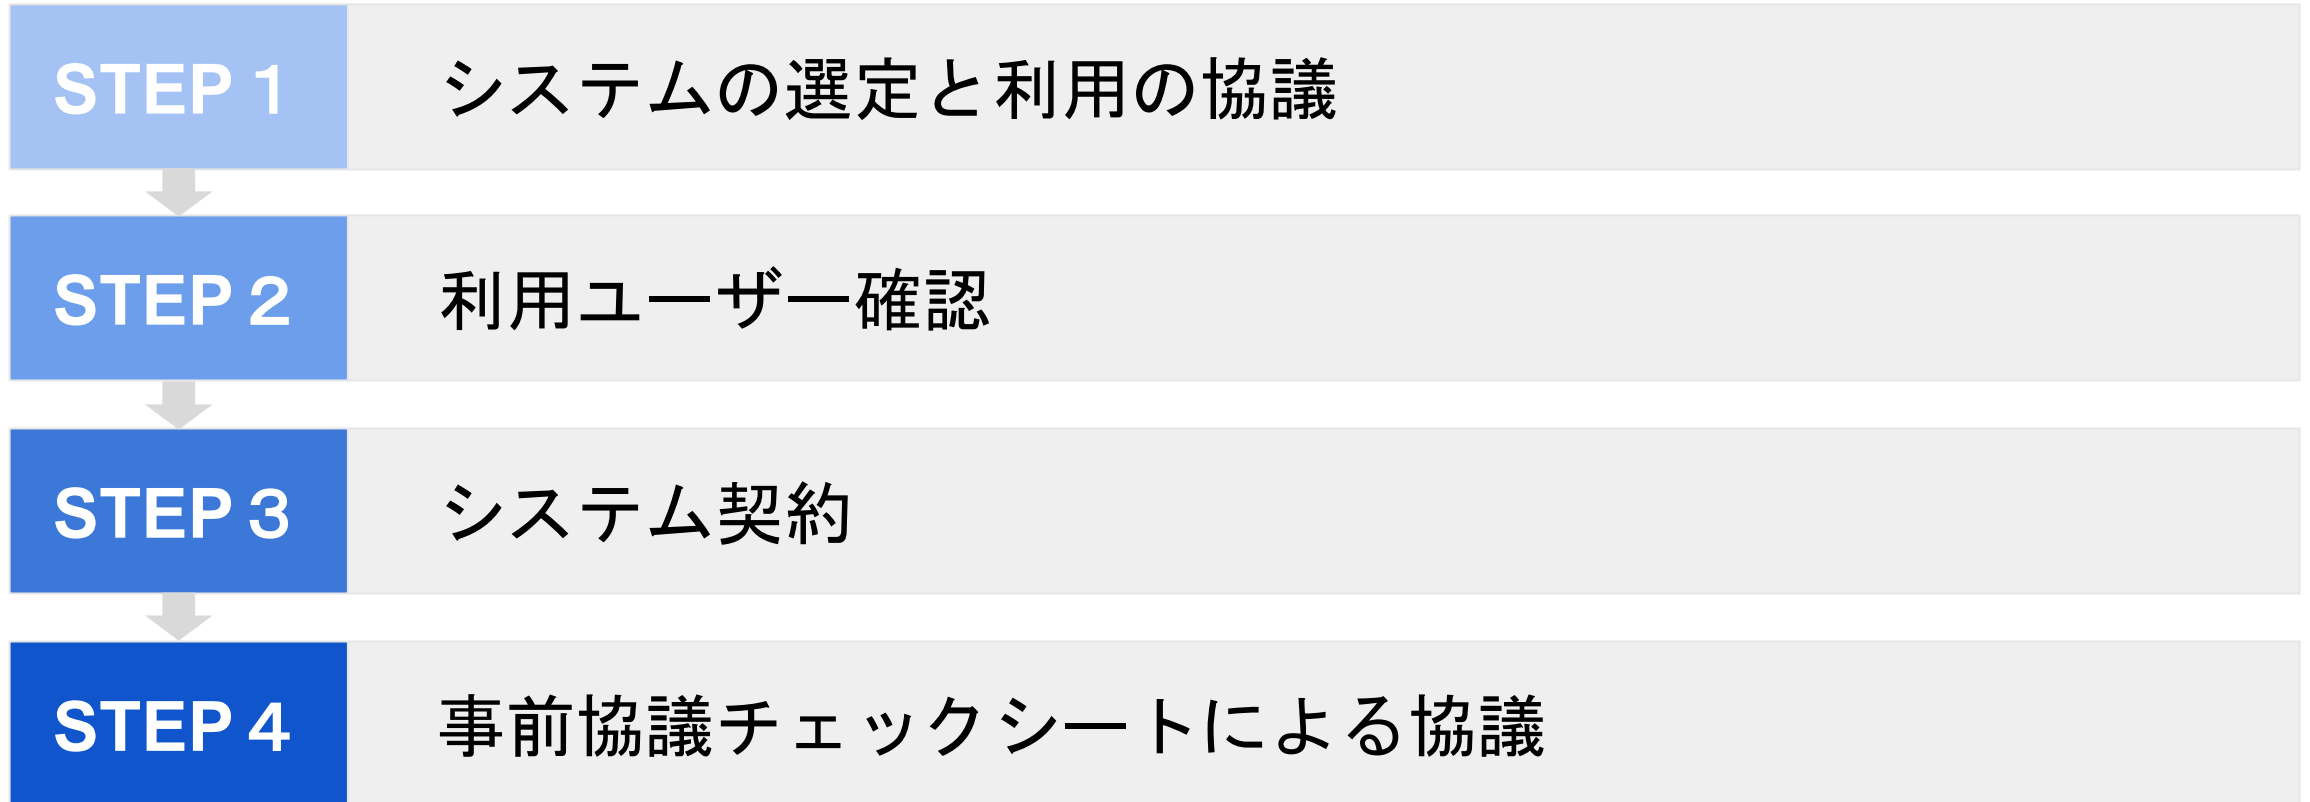 STEP 1 システムの選定と利用の協議
STEP 2 利用ユーザー確認
STEP 3 システム契約
STEP 4 事前協議チェックシートによる協議